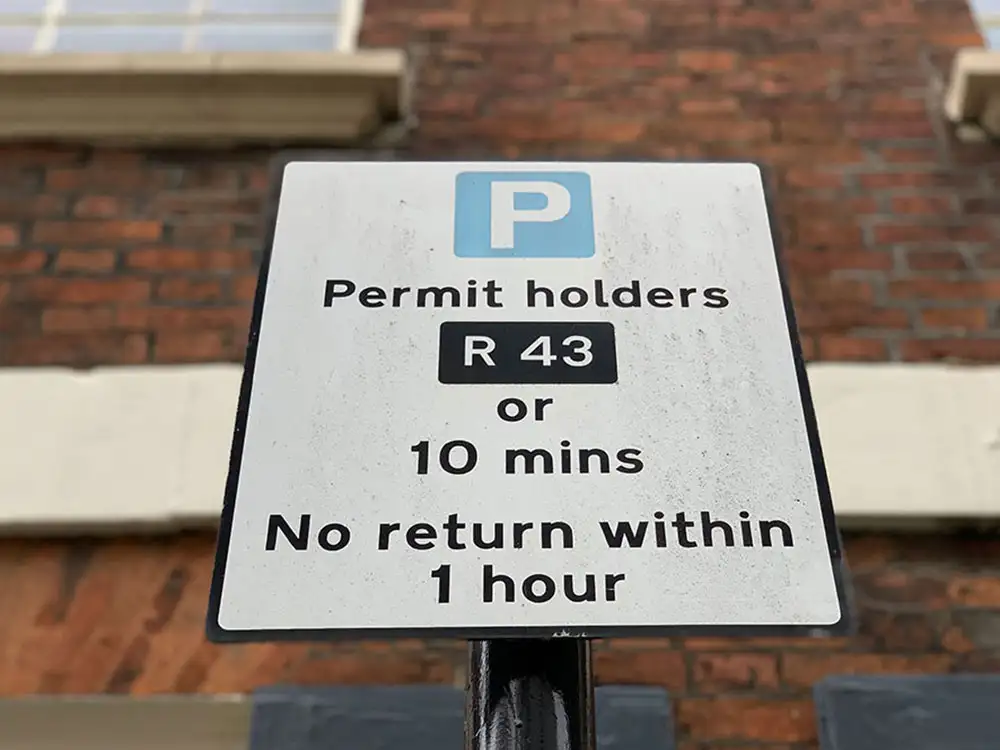 P
Permit holders
R 43
or
10 mins
No return within
1 hour